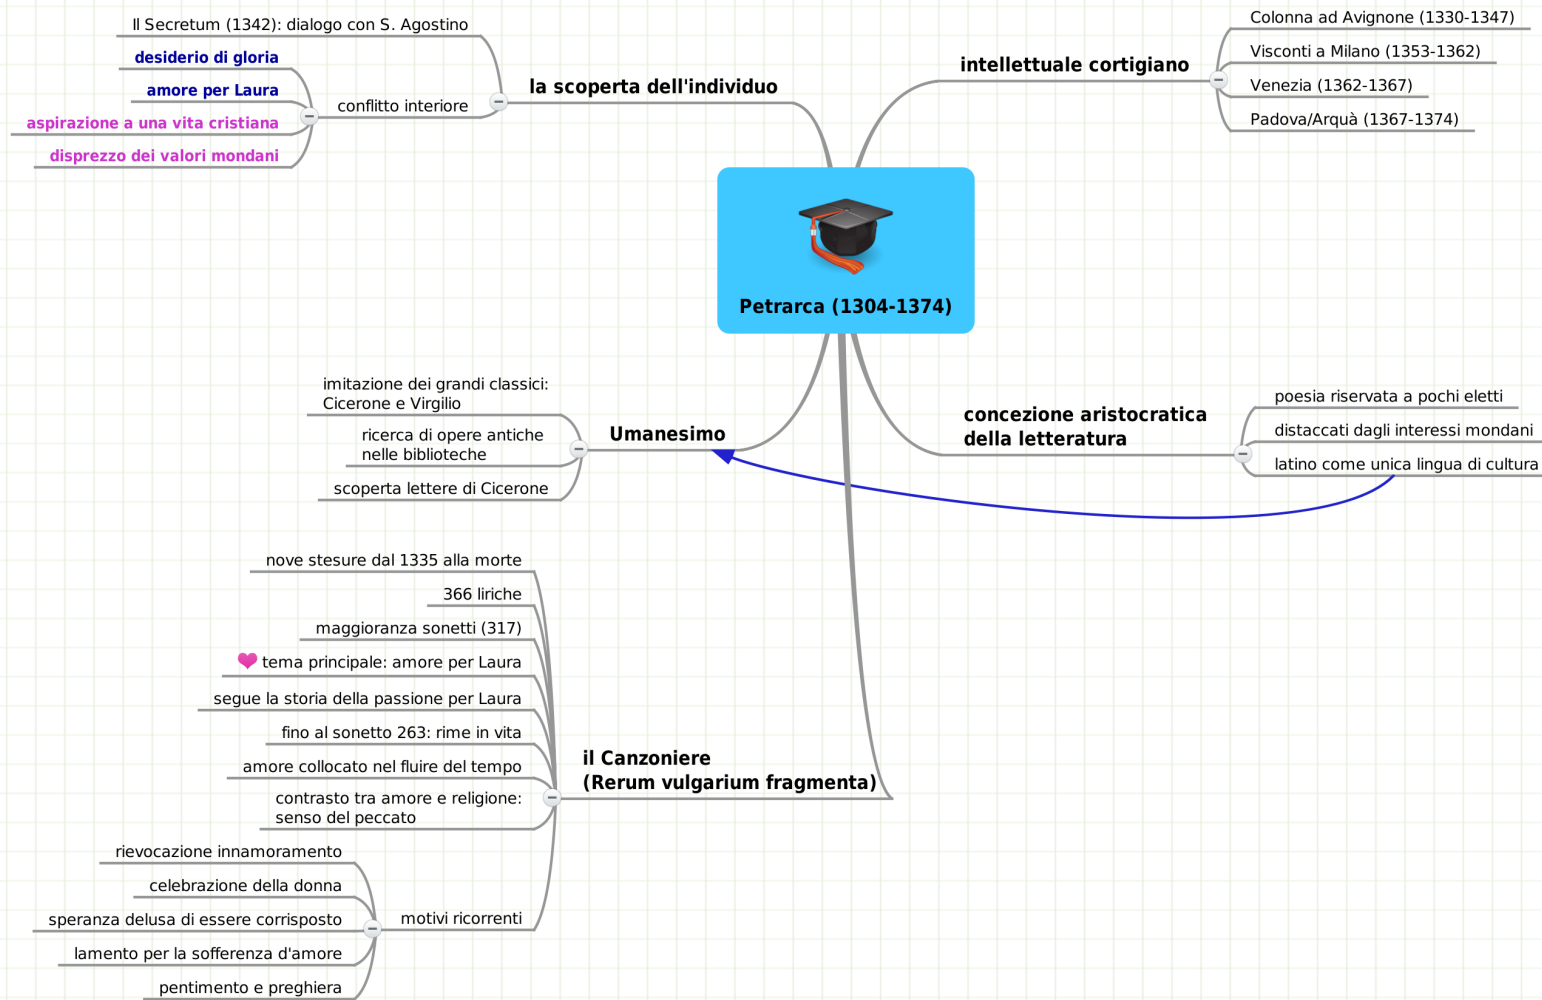 Petrarca (1304-1374)
intellettuale cortigiano
Colonna ad Avignone (1330-1347)
Visconti a Milano (1353-1362)
Venezia (1362-1367)
Padova/Arquà (1367-1374)
concezione aristocratica
della letteratura
poesia riservata a pochi eletti
distaccati dagli interessi mondani
latino come unica lingua di cultura
la scoperta dell'individuo
Il Secretum (1342): dialogo con S. Agostino
conflitto interiore
desiderio di gloria
amore per Laura
aspirazione a una vita cristiana
disprezzo dei valori mondani
Umanesimo
imitazione dei grandi classici:
Cicerone e Virgilio
ricerca di opere antiche
nelle biblioteche
scoperta lettere di Cicerone
il Canzoniere
(Rerum vulgarium fragmenta)
nove stesure dal 1335 alla morte
366 liriche
maggioranza sonetti (317)
tema principale: amore per Laura
segue la storia della passione per Laura
fino al sonetto 263: rime in vita
amore collocato nel fluire del tempo
contrasto tra amore e religione:
senso del peccato
motivi ricorrenti
rievocazione innamoramento
celebrazione della donna
speranza delusa di essere corrisposto
lamento per la sofferenza d'amore
pentimento e preghiera